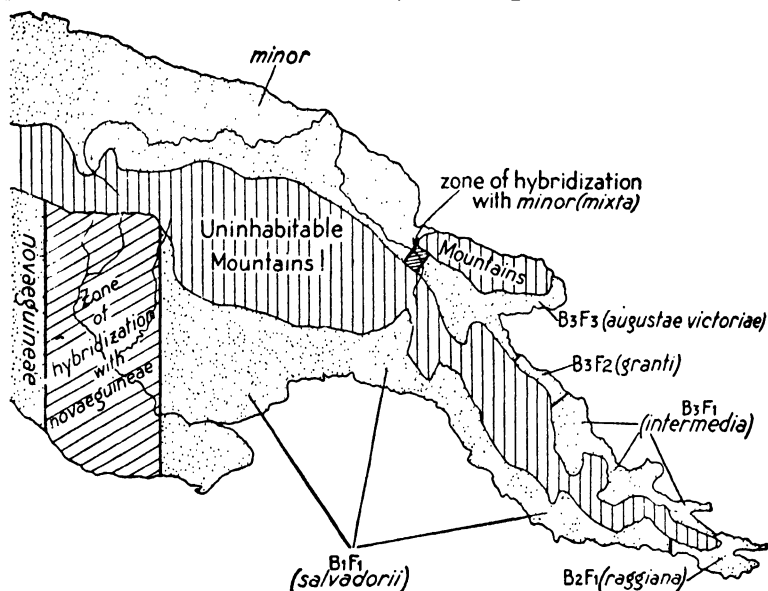 minor
zone of hybridization
with minor (mixta)
Uninhabitable
Mountains!
Mountains
novaeguineae
Zone
of
hybridization
with
novaeguineae
B3F3 (augustae victoriae)
B3F2 (granti)
B3F1
(intermedia)
B1F1
(salvadorii)
B2F1 (raggiana)